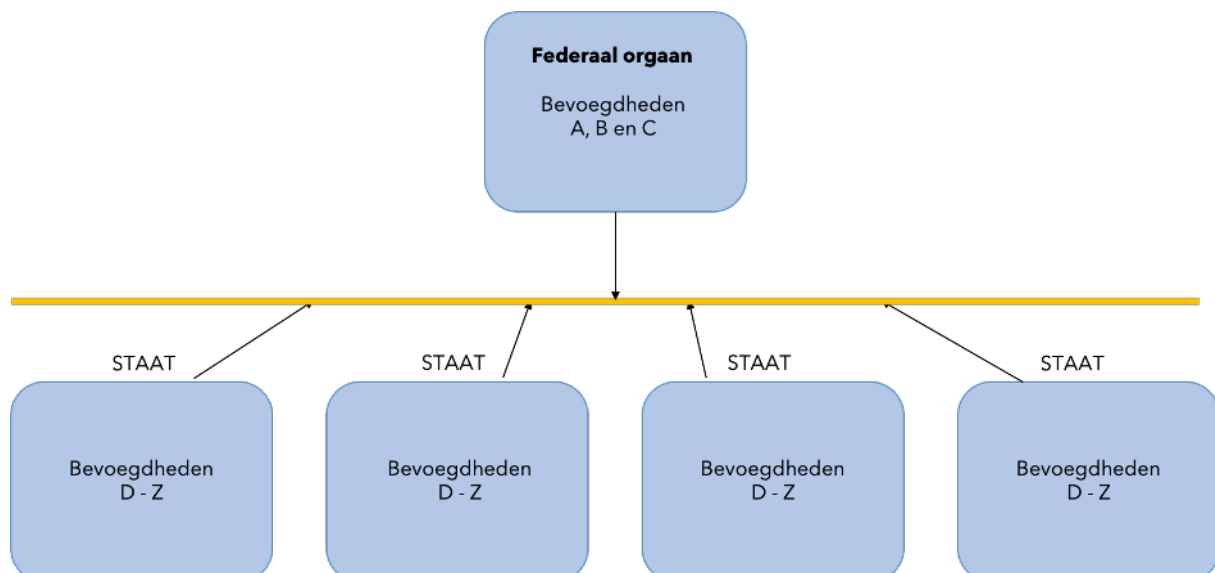 Federaal orgaan
Bevoegdheden
A, B en C
STAAT
STAAT
STAAT
STAAT
Bevoegdheden
D - Z
Bevoegdheden
D - Z
Bevoegdheden
D - Z
Bevoegdheden
D - Z